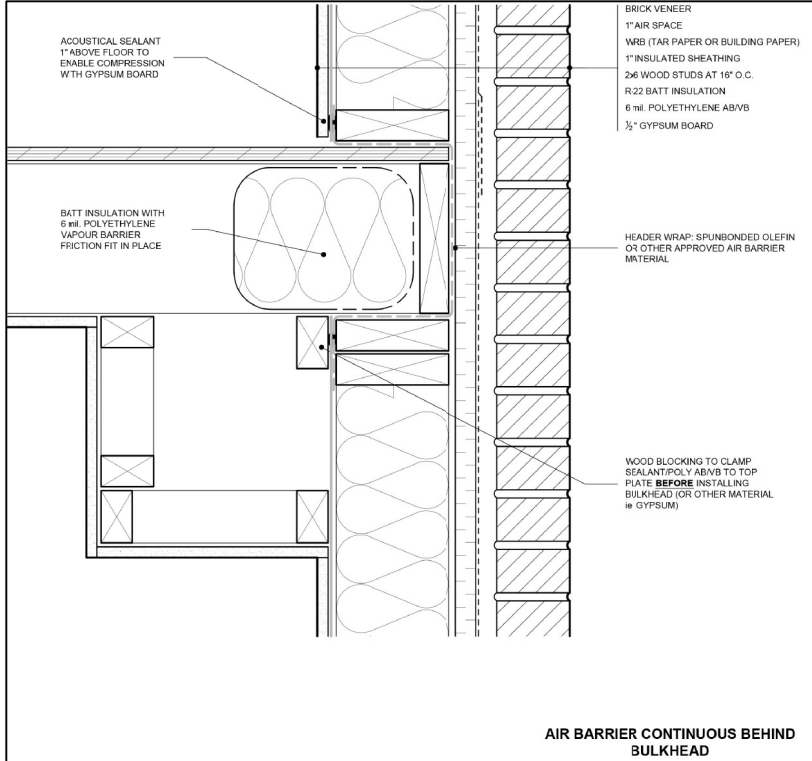 ACOUSTICAL SEALANT
1" ABOVE FLOOR TO
ENABLE COMPRESSION
WITH GYPSUM BOARD
BATT INSULATION WITH
6 mil. POLYETHYLENE
VAPOUR BARRIER
FRICTION FIT IN PLACE
BRICK VENEER
1" AIR SPACE
WRB (TAR PAPER OR BUILDING PAPER)
1" INSULATED SHEATHING
2x6 WOOD STUDS AT 16" O.C.
R-22 BATT INSULATION
6 mil. POLYETHYLENE AB/VB
½" GYPSUM BOARD
HEADER WRAP: SPUNBONDED OLEFIN
OR OTHER APPROVED AIR BARRIER
MATERIAL
WOOD BLOCKING TO CLAMP
SEALANT/POLY AB/VB TO TOP
PLATE BEFORE INSTALLING
BULKHEAD (OR OTHER MATERIAL
ie GYPSUM)
AIR BARRIER CONTINUOUS BEHIND
BULKHEAD